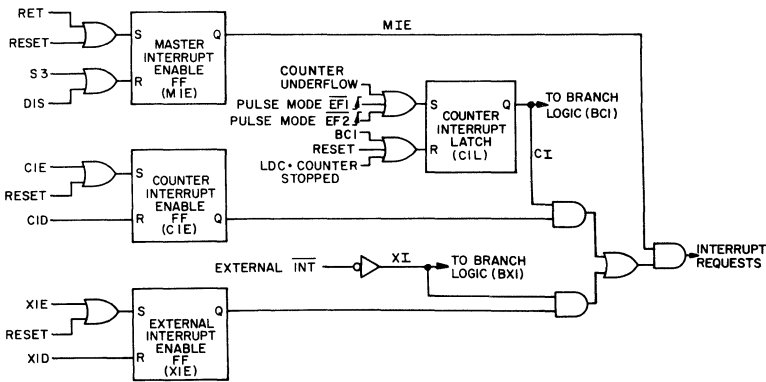 RET
RESET
S3
DIS
S
Q
R
MASTER
INTERRUPT
ENABLE
FF
(MIE)
MIE
COUNTER
UNDERFLOW
PULSE MODE EF1
PULSE MODE EF2
BCI
RESET
LDC • COUNTER
STOPPED
S
Q
R
COUNTER
INTERRUPT
LATCH
(CIL)
TO BRANCH
LOGIC (BCI)
CI
CIE
RESET
CID
S
R
Q
COUNTER
INTERRUPT
ENABLE
FF
(CIE)
EXTERNAL INT
XI
TO BRANCH
LOGIC (BXI)
INTERRUPT
REQUESTS
XIE
RESET
XID
S
Q
R
EXTERNAL
INTERRUPT
ENABLE
FF
(XIE)